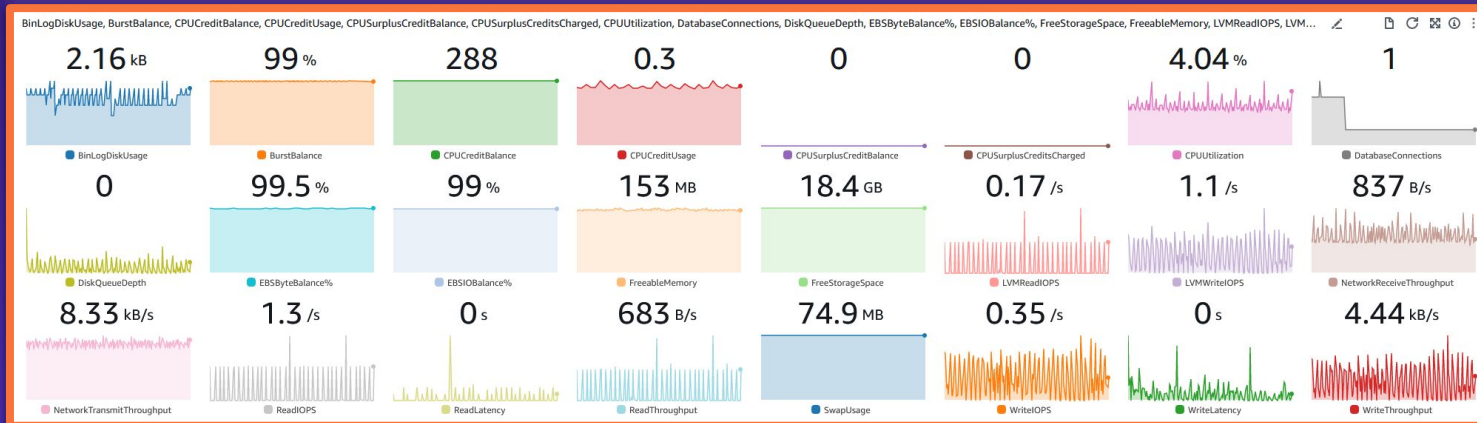 BinLogDiskUsage, BurstBalance, CPUCreditBalance, CPUCreditUsage, CPUSurplusCreditBalance, CPUSurplusCreditsCharged, CPUUtilization, DatabaseConnections, DiskQueueDepth, EBSByteBalance%, EBSIOBalance%, FreeStorageSpace, FreeableMemory, LVMReadIOPS, LVM...
2.16 kB 99 % 288 0.3 0 0 4.04 % 1
BinLogDiskUsage BurstBalance CPUCreditBalance CPUCreditUsage CPUSurplusCreditBalance CPUSurplusCreditsCharged CPUUtilization DatabaseConnections
0 99.5 % 99 % 153 MB 18.4 GB 0.17 /s 1.1 /s 837 B/s
DiskQueueDepth EBSByteBalance% EBSIOBalance% FreeableMemory FreeStorageSpace LVMReadIOPS LVMWriteIOPS NetworkReceiveThroughput
8.33 kB/s 1.3 /s 0 s 683 B/s 74.9 MB 0.35 /s 0 s 4.44 kB/s
NetworkTransmitThroughput ReadIOPS ReadLatency ReadThroughput SwapUsage WriteIOPS WriteLatency WriteThroughput